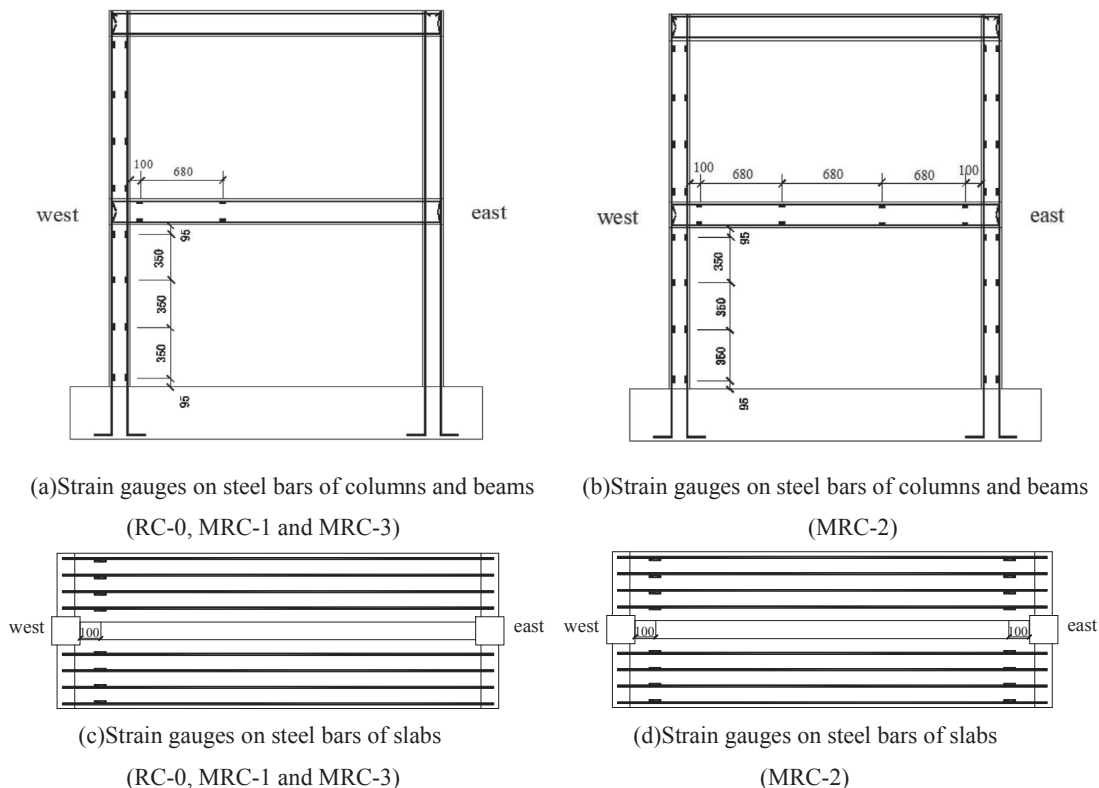 100
680
west
east
95
350
350
350
95
100
680
680
680
100
west
east
95
350
350
350
95
(a)Strain gauges on steel bars of columns and beams
(RC-0, MRC-1 and MRC-3)
(b)Strain gauges on steel bars of columns and beams
(MRC-2)
west
100
east
west
100
100
east
(c)Strain gauges on steel bars of slabs
(RC-0, MRC-1 and MRC-3)
(d)Strain gauges on steel bars of slabs
(MRC-2)